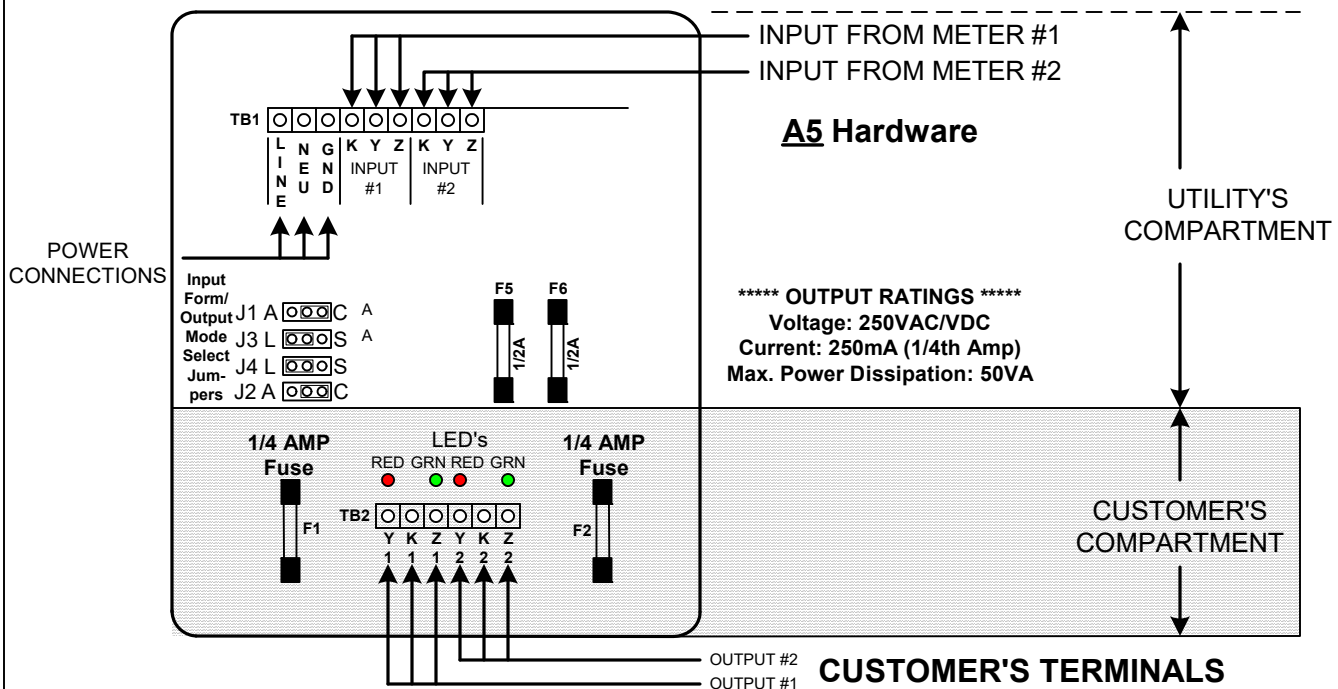 INPUT FROM METER #1
INPUT FROM METER #2
A5 Hardware
TB1
LINE NEU GND K Y Z K Y Z
INPUT #1
INPUT #2
UTILITY'S
COMPARTMENT
POWER
CONNECTIONS
Input
Form/
Output
Mode
Select
Jum-
pers
J1 A C A
J3 L S A
J4 L S
J2 A C
F5 F6
1/2A 1/2A
***** OUTPUT RATINGS *****
Voltage: 250VAC/VDC
Current: 250mA (1/4th Amp)
Max. Power Dissipation: 50VA
1/4 AMP
Fuse
F1
LED's
RED GRN RED GRN
1/4 AMP
Fuse
F2
TB2
Y K Z Y K Z
1 1 1 2 2 2
CUSTOMER'S
COMPARTMENT
OUTPUT #2
OUTPUT #1
CUSTOMER'S TERMINALS